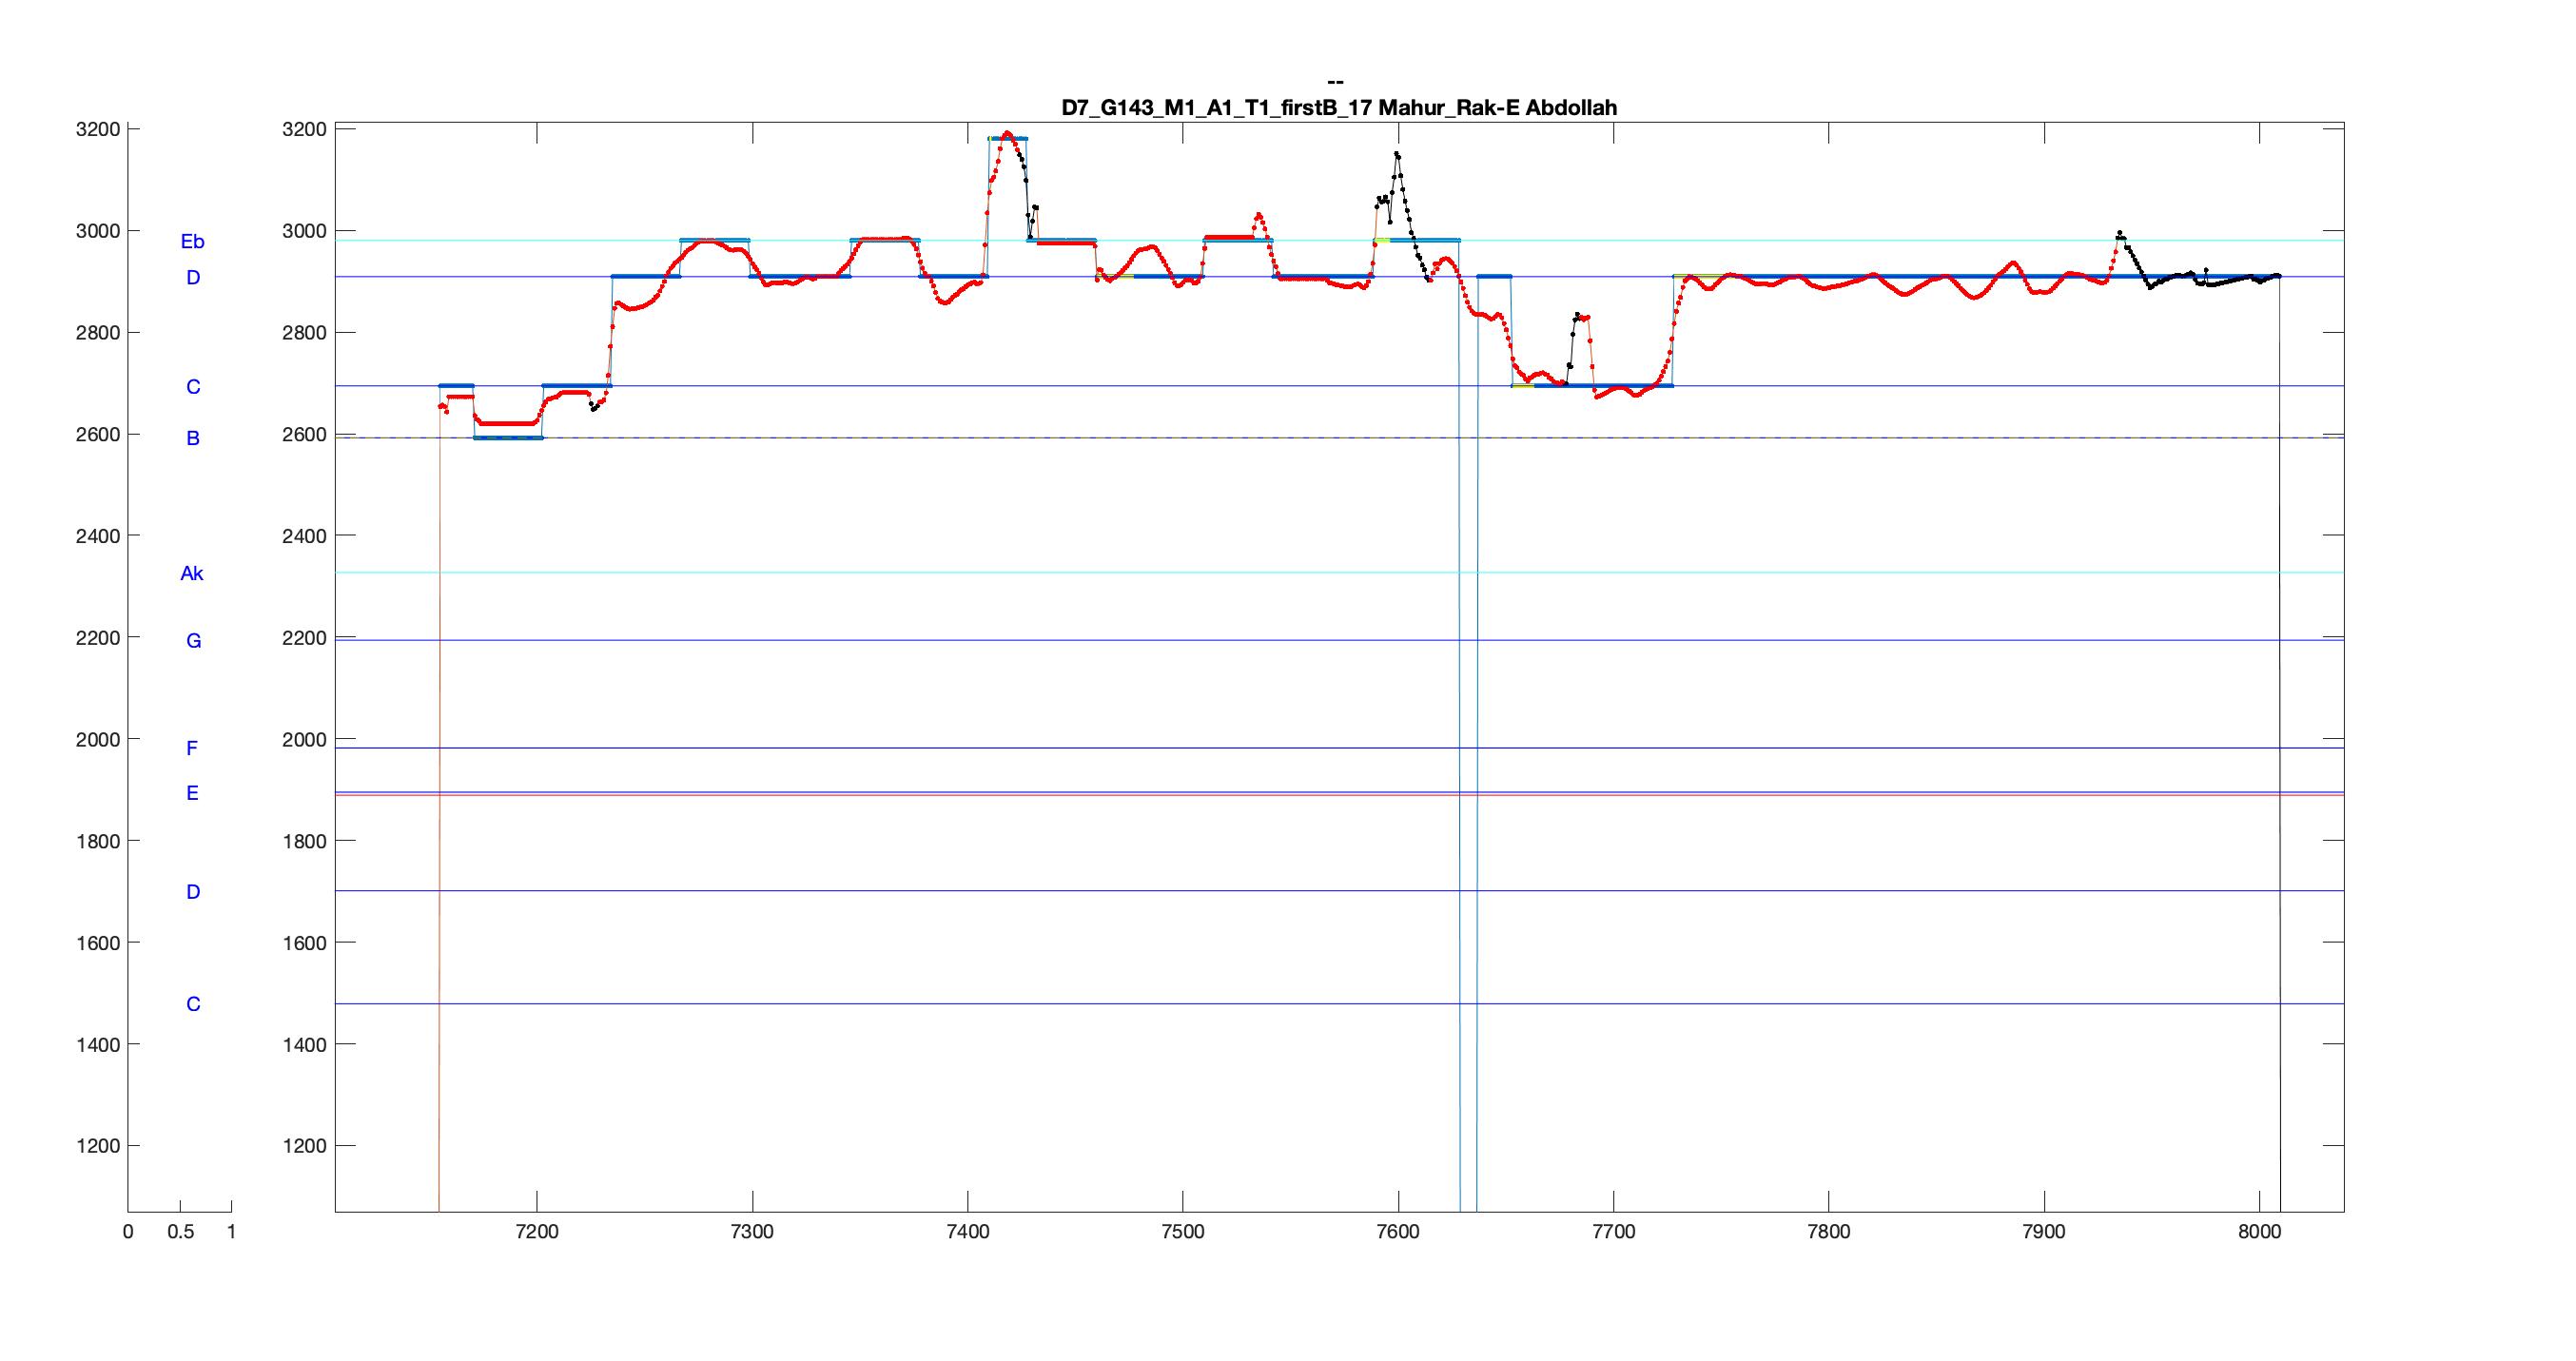 --
D7_G143_M1_A1_T1_firstB_17 Mahur_Rak-E Abdollah
3200 3200
3000 3000
Eb
D
2800 2800
C
2600 2600
B
2400 2400
Ak
2200 2200
G
2000 2000
F
E
1800 1800
D
1600 1600
C
1400 1400
1200 1200
0 0.5 1 7200 7300 7400 7500 7600 7700 7800 7900 8000